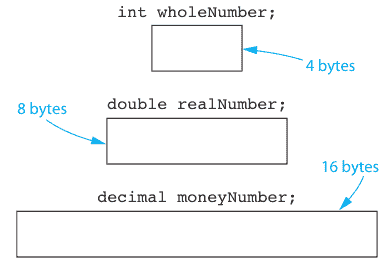 int wholeNumber;
4 bytes
double realNumber;
8 bytes
decimal moneyNumber;
16 bytes